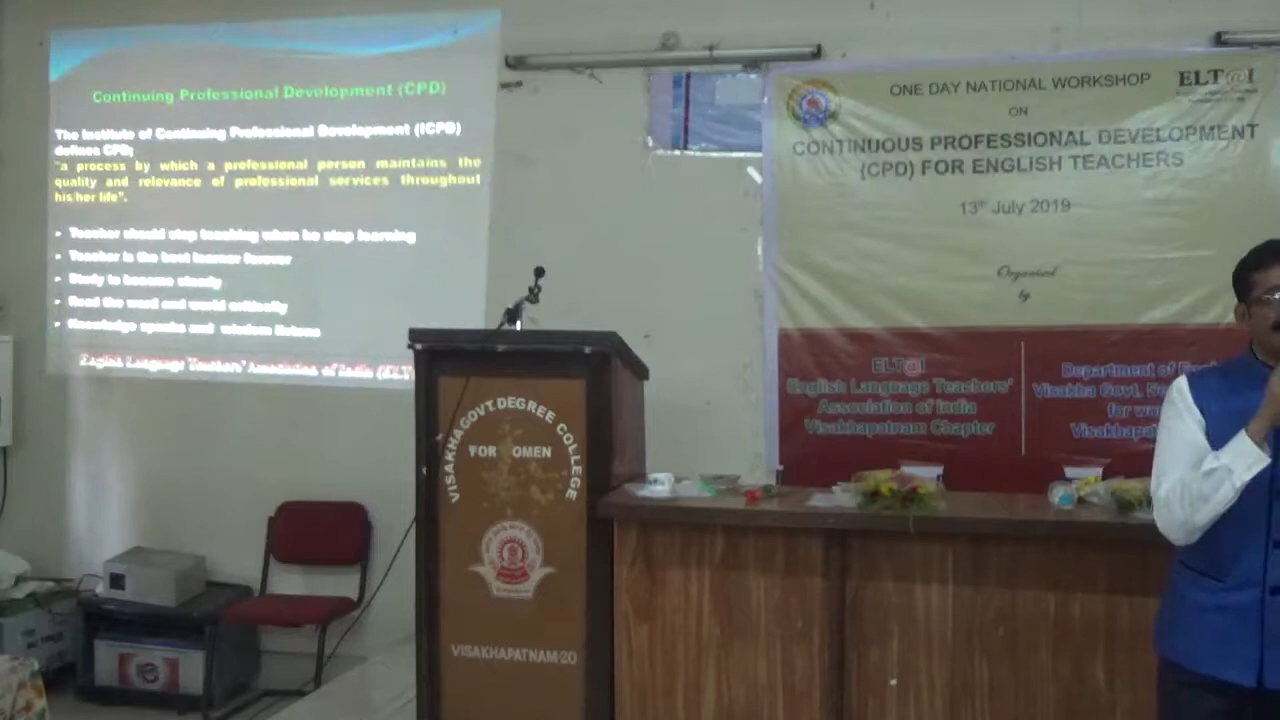 Continuing Professional Development (CPD)
The Institute of Continuing Professional Development (ICPD)
defines CPD;
"a process by which a professional person maintains the
quality and relevance of professional services throughout
his/her life".
Teacher should stop teaching when he stop learning
Teacher is the best learner forever
Study to become steady
Read the word and world critically
Knowledge speaks and wisdom listens
English Language Teachers' Association of India (ELT
ONE DAY NATIONAL WORKSHOP
ELT@I
ON
CONTINUOUS PROFESSIONAL DEVELOPMENT
(CPD) FOR ENGLISH TEACHERS
13th July 2019
Organised
by
ELT@I
English Language Teachers'
Association of India
Visakhapatnam Chapter
Department of Engl
Visakha Govt. De
for wo
Visakhapat
VISAKHA GOVT. DEGREE COLLEGE
FOR OMEN
VISAKHAPATNAM-20